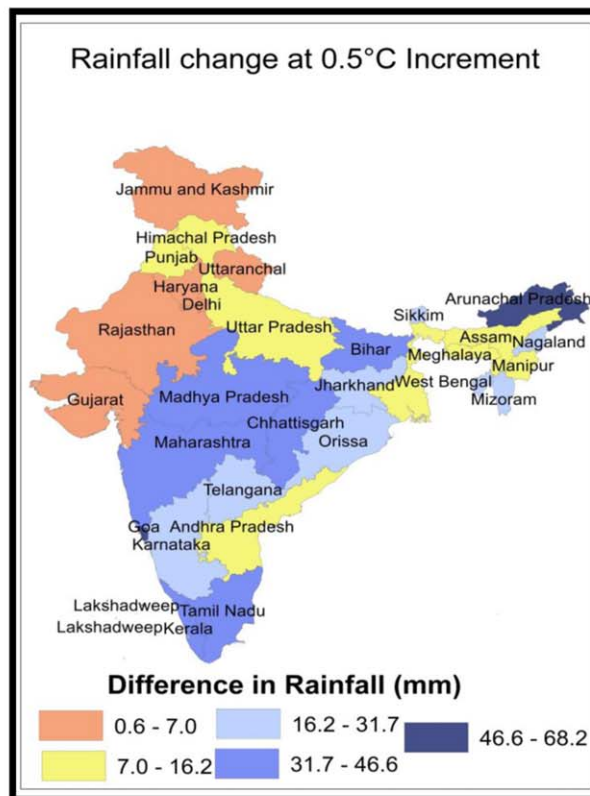 Rainfall change at 0.5°C Increment
Jammu and Kashmir
Himachal Pradesh
Punjab
Uttaranchal
Haryana
Delhi
Rajasthan
Uttar Pradesh
Sikkim
Arunachal Pradesh
Assam
Nagaland
Bihar
Meghalaya
Manipur
Gujarat
Madhya Pradesh
Jharkhand
West Bengal
Mizoram
Chhattisgarh
Maharashtra
Orissa
Telangana
Goa
Andhra Pradesh
Karnataka
Lakshadweep
Tamil Nadu
Lakshadweep
Kerala
Difference in Rainfall (mm)
0.6 - 7.0
16.2 - 31.7
46.6 - 68.2
7.0 - 16.2
31.7 - 46.6